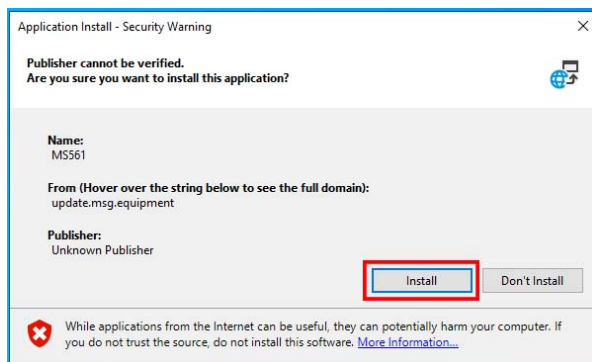 Application Install - Security Warning
Publisher cannot be verified.
Are you sure you want to install this application?
Name:
MS561
From (Hover over the string below to see the full domain):
update.msg.equipment
Publisher:
Unknown Publisher
Install Don't Install
While applications from the Internet can be useful, they can potentially harm your computer. If
you do not trust the source, do not install this software. More Information...